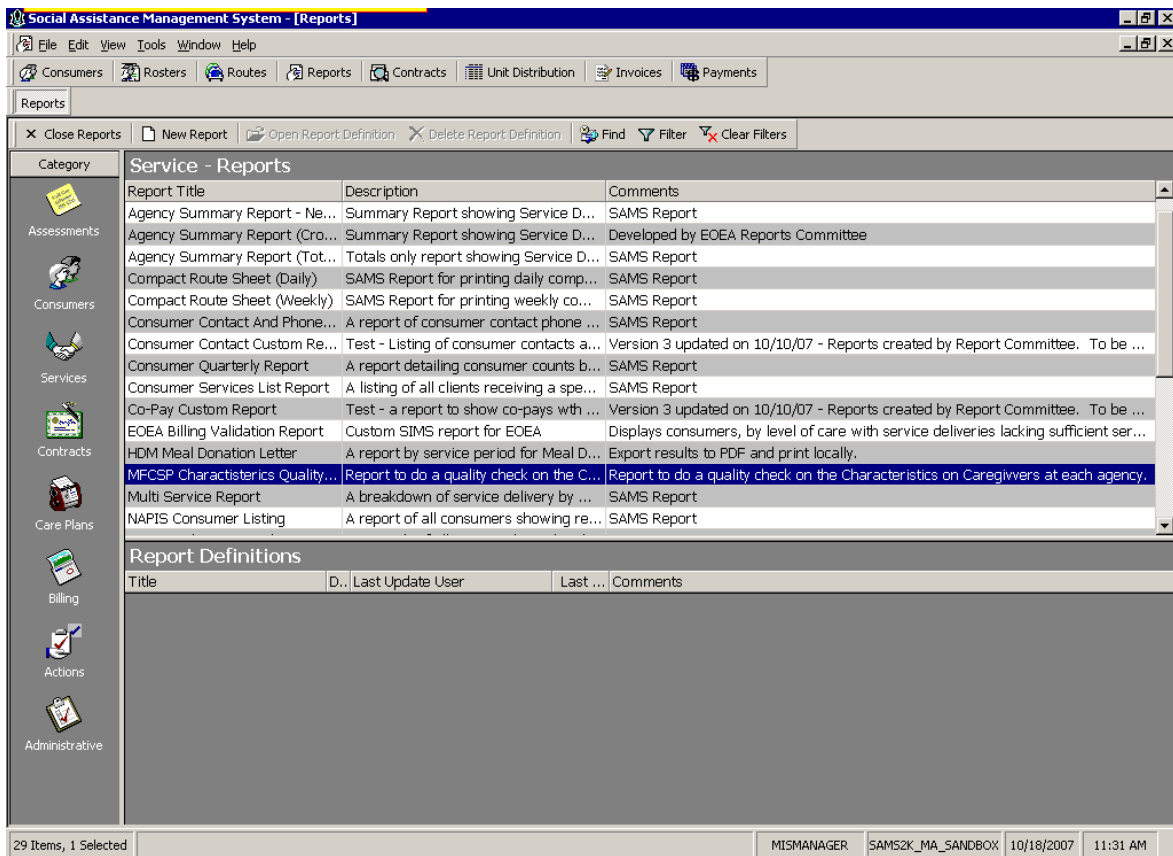 Social Assistance Management System - [Reports]
File Edit View Tools Window Help
Consumers Rosters Routes Reports Contracts Unit Distribution Invoices Payments
Reports
Close Reports New Report Open Report Definition Delete Report Definition Find Filter Clear Filters
Category
Assessments
Consumers
Services
Contracts
Care Plans
Billing
Actions
Administrative
Service - Reports
Report Title Description Comments
Agency Summary Report - Ne... Summary Report showing Service D... SAMS Report
Agency Summary Report (Cro... Summary Report showing Service D... Developed by EOEA Reports Committee
Agency Summary Report (Tot... Totals only report showing Service D... SAMS Report
Compact Route Sheet (Daily) SAMS Report for printing daily comp... SAMS Report
Compact Route Sheet (Weekly) SAMS Report for printing weekly co... SAMS Report
Consumer Contact And Phone... A report of consumer contact phone ... SAMS Report
Consumer Contact Custom Re... Test - Listing of consumer contacts a... Version 3 updated on 10/10/07 - Reports created by Report Committee. To be ...
Consumer Quarterly Report A report detailing consumer counts b... SAMS Report
Consumer Services List Report A listing of all clients receiving a spe... SAMS Report
Co-Pay Custom Report Test - a report to show co-pays wth ... Version 3 updated on 10/10/07 - Reports created by Report Committee. To be ...
EOEA Billing Validation Report Custom SIMS report for EOEA Displays consumers, by level of care with service deliveries lacking sufficient ser...
HDM Meal Donation Letter A report by service period for Meal D... Export results to PDF and print locally.
MFCSP Charactisterics Quality... Report to do a quality check on the C... Report to do a quality check on the Characteristics on Caregivvers at each agency.
Multi Service Report A breakdown of service delivery by ... SAMS Report
NAPIS Consumer Listing A report of all consumers showing re... SAMS Report
Report Definitions
Title D... Last Update User Last ... Comments
29 Items, 1 Selected MISMANAGER SAMS2K_MA_SANDBOX 10/18/2007 11:31 AM